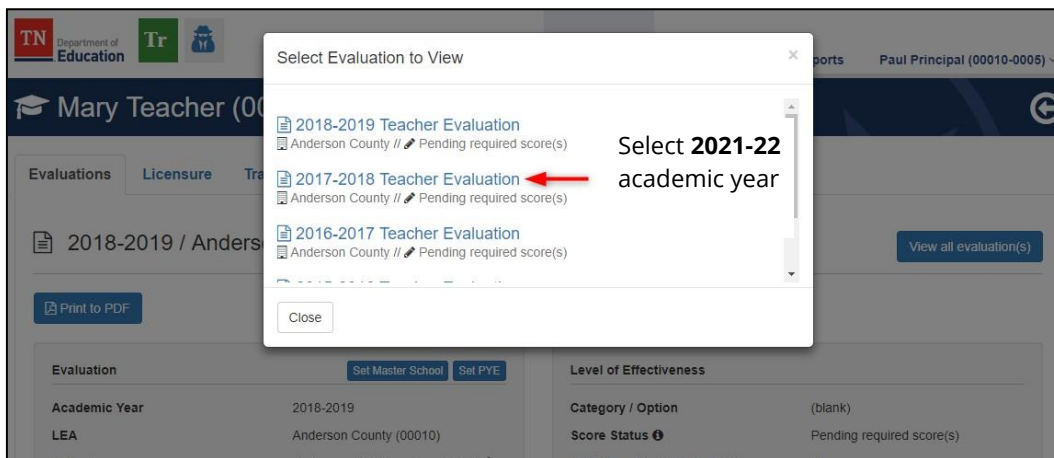 TN Department of Education Tr
ports Paul Principal (00010-0005)
Select Evaluation to View ×
Mary Teacher (00
2018-2019 Teacher Evaluation
Anderson County // Pending required score(s)
Select 2021-22
academic year
2017-2018 Teacher Evaluation
Anderson County // Pending required score(s)
2016-2017 Teacher Evaluation
Anderson County // Pending required score(s)
Close
Evaluations Licensure Tra
2018-2019 / Anders
View all evaluation(s)
Print to PDF
Evaluation Set Master School Set PYE
Academic Year 2018-2019
LEA Anderson County (00010)
Level of Effectiveness
Category / Option (blank)
Score Status Pending required score(s)